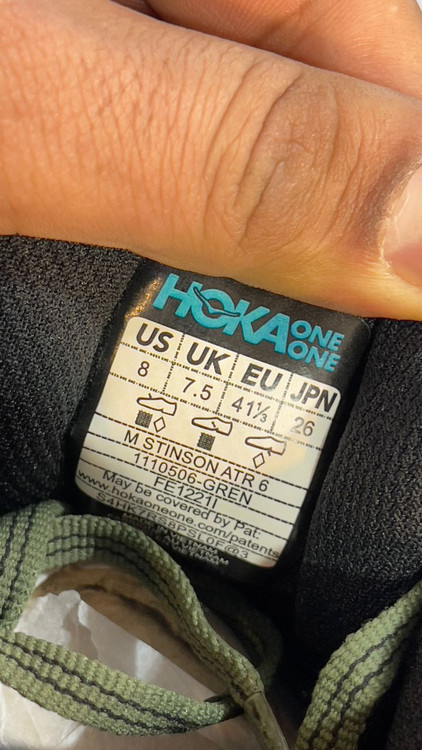 HOKA ONE ONE
US UK EU JPN
8 7.5 41⅓ 26
M STINSON ATR 6
1110506-GREN
FE1221I
May be covered by Pat:
www.hokaoneone.com/patents